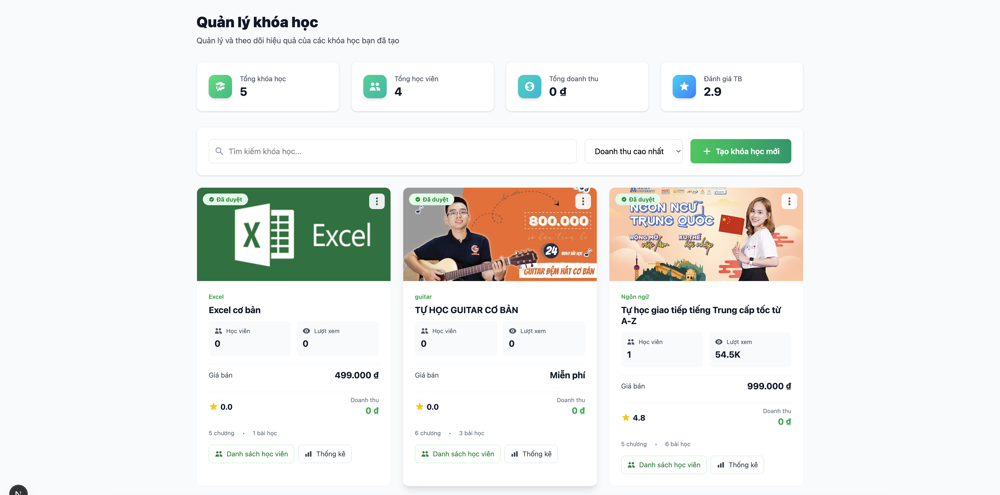 Quản lý khóa học
Quản lý và theo dõi hiệu quả của các khóa học bạn đã tạo
Tổng khóa học
5
Tổng học viên
4
Tổng doanh thu
0 ₫
Đánh giá TB
2.9
Tìm kiếm khóa học...
Doanh thu cao nhất
Tạo khóa học mới
Đã duyệt
X Excel
Excel
Excel cơ bản
Học viên
0
Lượt xem
0
Giá bán
499.000 ₫
0.0
Doanh thu
0 ₫
5 chương • 1 bài học
Danh sách học viên
Thống kê
Đã duyệt
800.000
sở hữu trọn bộ
24 VIDEO BÀI HỌC
GUITAR ĐỆM HÁT CƠ BẢN
guitar
TỰ HỌC GUITAR CƠ BẢN
Học viên
0
Lượt xem
0
Giá bán
Miễn phí
0.0
Doanh thu
0 ₫
6 chương • 3 bài học
Danh sách học viên
Thống kê
HOA SEN
UNIVERSITY
MOET
STARS
Đã duyệt
NGÔN NGỮ
TRUNG QUỐC
RỘNG MỞ
việc làm
XU THẾ
hội nhập
Ngôn ngữ
Tự học giao tiếp tiếng Trung cấp tốc từ
A-Z
Học viên
1
Lượt xem
54.5K
Giá bán
999.000 ₫
4.8
Doanh thu
0 ₫
5 chương • 6 bài học
Danh sách học viên
Thống kê